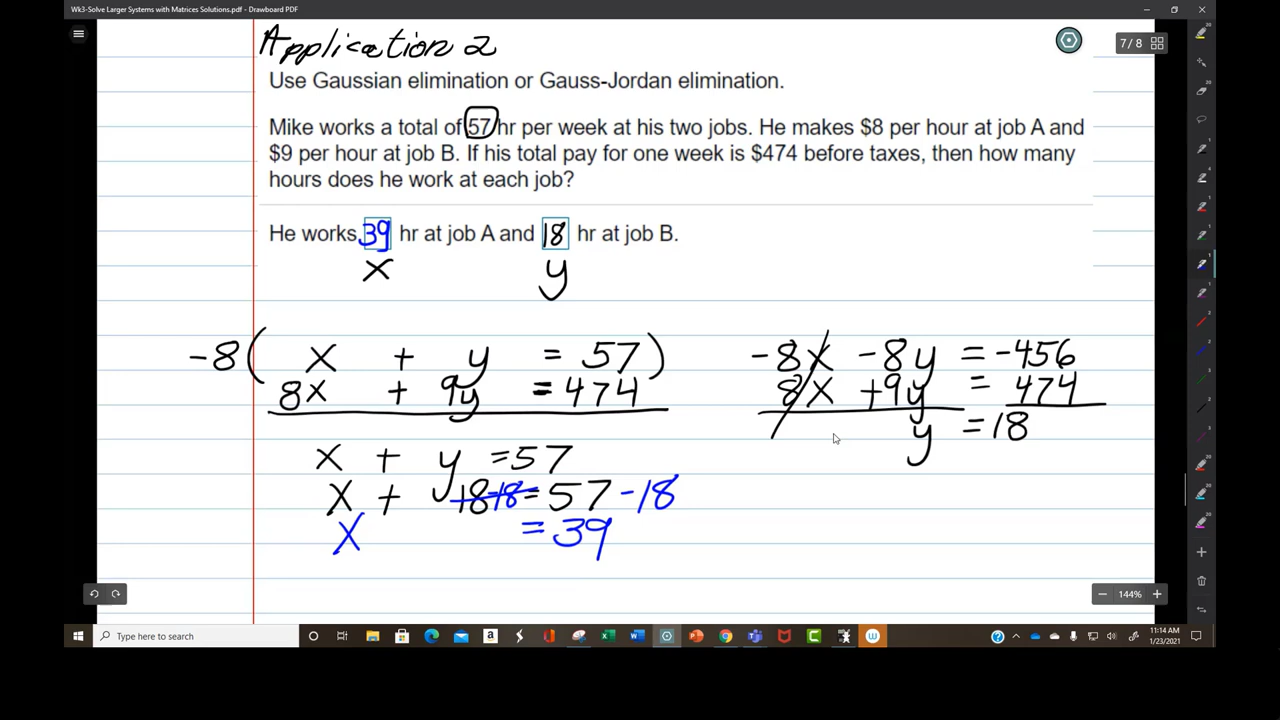 Wk3-Solve Larger Systems with Matrices Solutions.pdf - Drawboard PDF
Application 2
7 / 8
Use Gaussian elimination or Gauss-Jordan elimination.
Mike works a total of 57 hr per week at his two jobs. He makes $8 per hour at job A and
$9 per hour at job B. If his total pay for one week is $474 before taxes, then how many
hours does he work at each job?
He works 39 hr at job A and 18 hr at job B.
x y
-8( x + y = 57 )
8x + 9y = 474
x + y = 57
x + 18 -18 = 57 -18
x = 39
-8x -8y = -456
8x +9y = 474
y = 18
144%
Type here to search
11:14 AM
1/23/2021